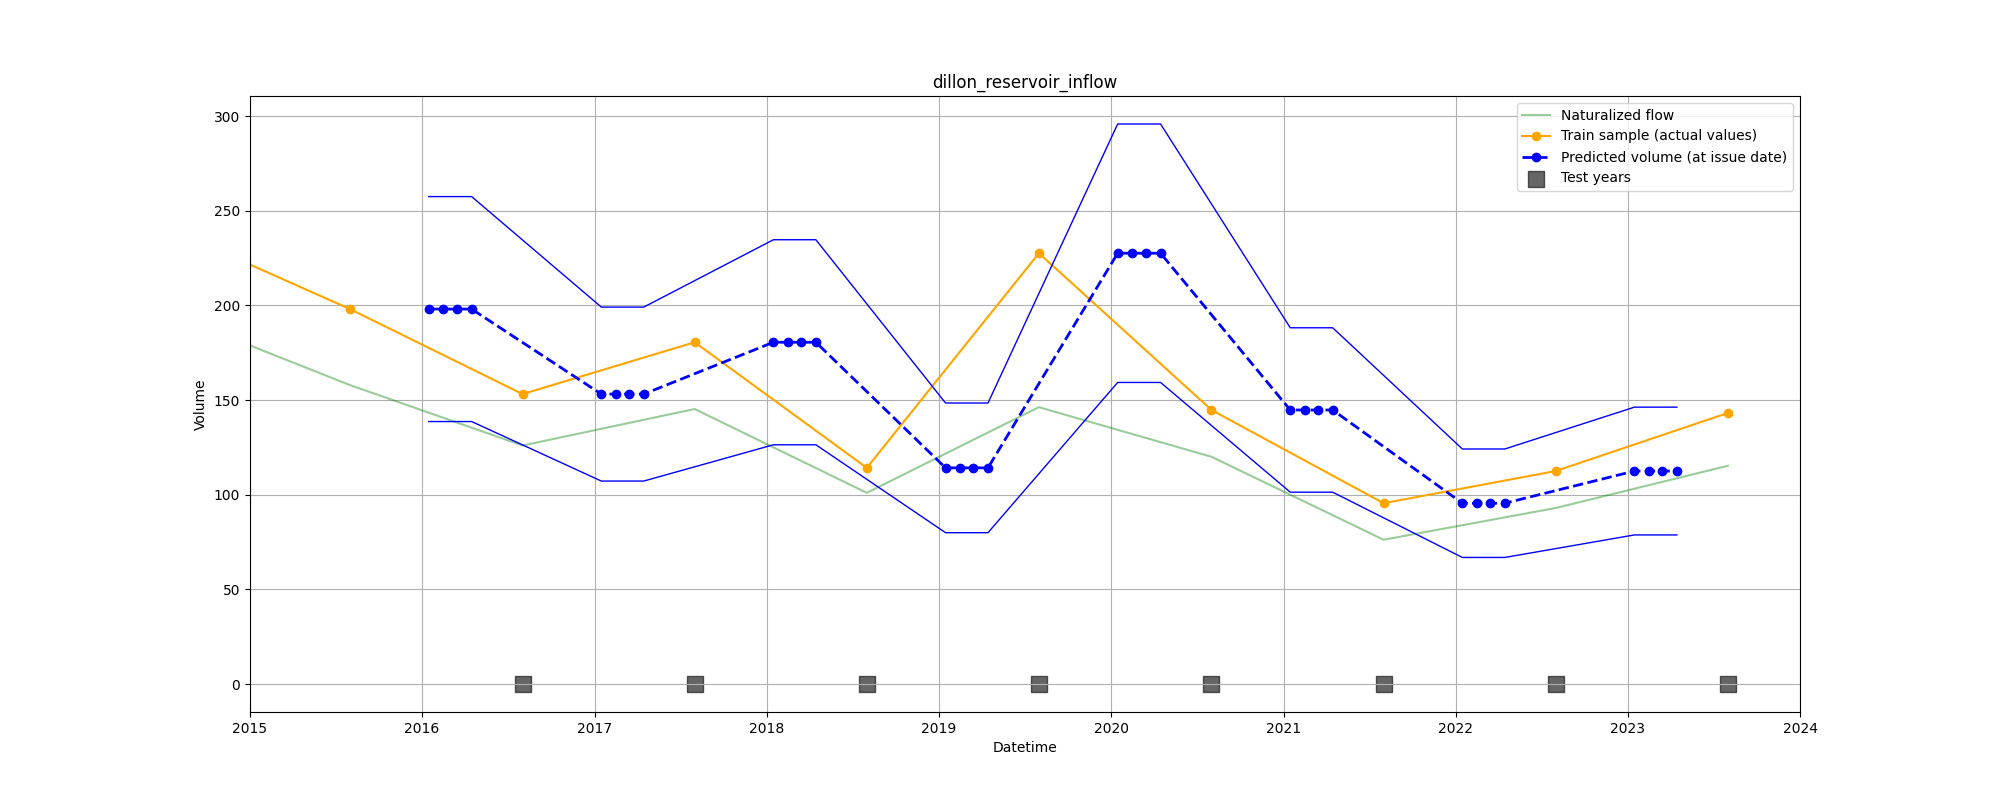 dillon_reservoir_inflow
300
250
200
150
100
50
0
Volume
Naturalized flow
Train sample (actual values)
Predicted volume (at issue date)
Test years
2015 2016 2017 2018 2019 2020 2021 2022 2023 2024
Datetime